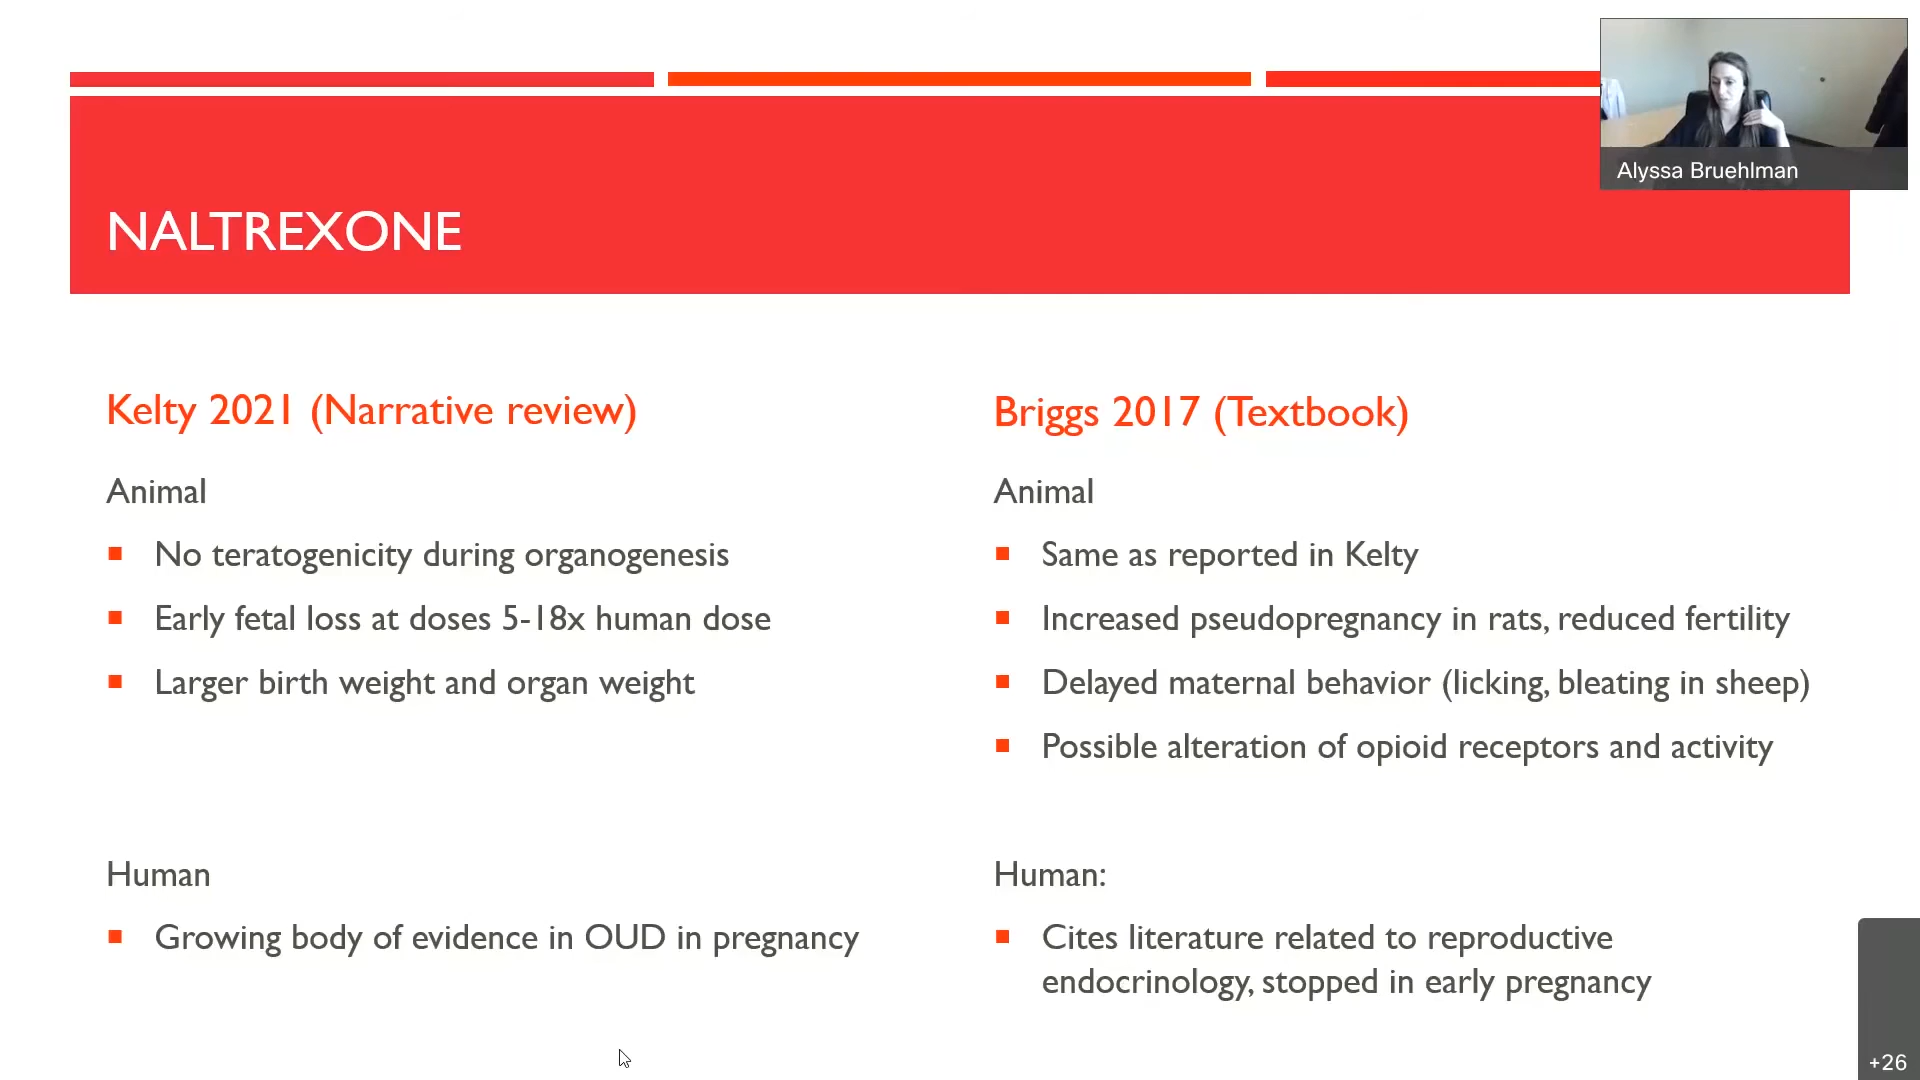 Alyssa Bruehlman
NALTREXONE
Kelty 2021 (Narrative review)
Animal
No teratogenicity during organogenesis
Early fetal loss at doses 5-18x human dose
Larger birth weight and organ weight
Human
Growing body of evidence in OUD in pregnancy
Briggs 2017 (Textbook)
Animal
Same as reported in Kelty
Increased pseudopregnancy in rats, reduced fertility
Delayed maternal behavior (licking, bleating in sheep)
Possible alteration of opioid receptors and activity
Human:
Cites literature related to reproductive
endocrinology, stopped in early pregnancy
+26